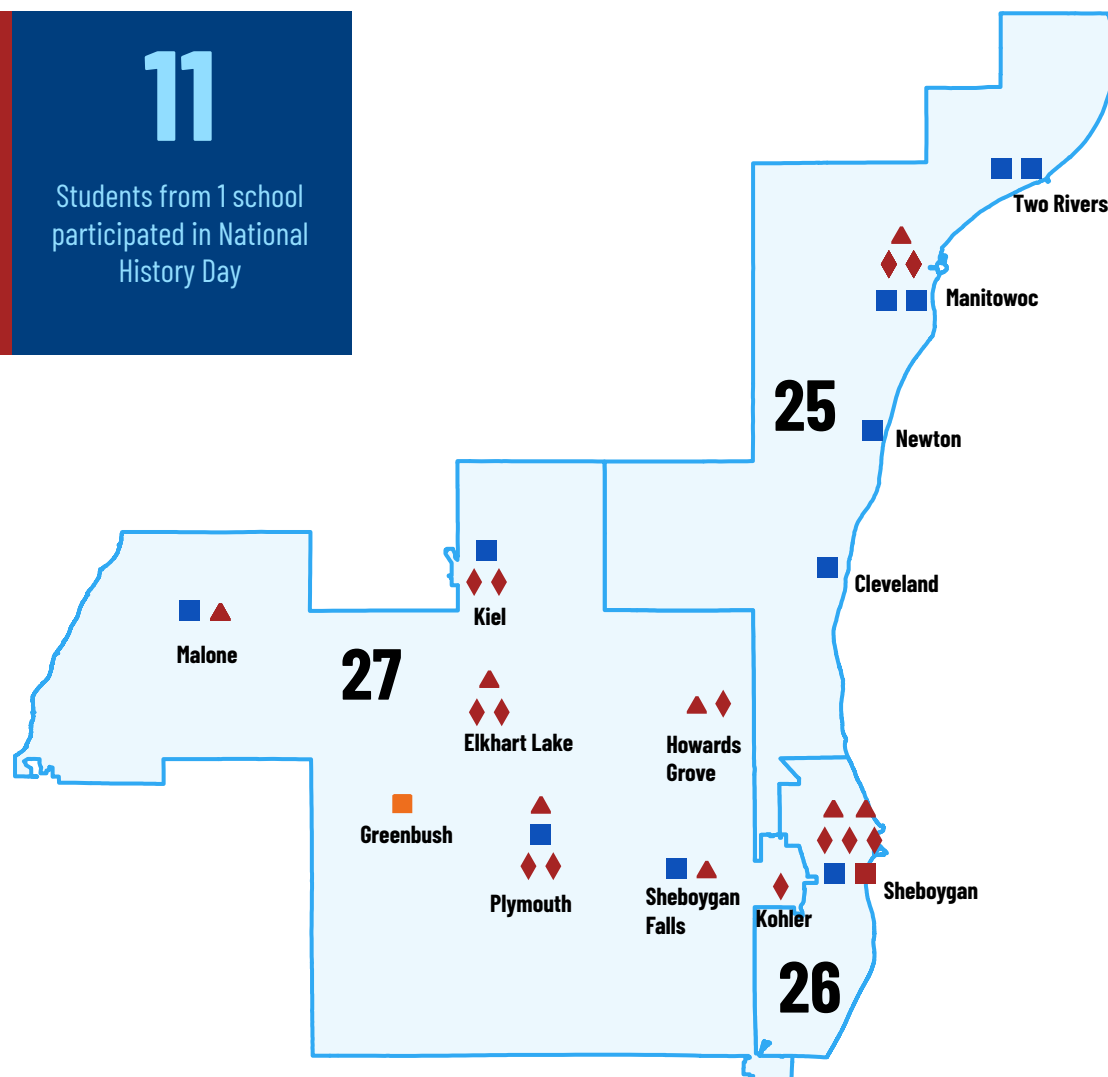 11
Students from 1 school
participated in National
History Day
Two Rivers
Manitowoc
25
Newton
Cleveland
Kiel
Malone
27
Elkhart Lake
Howards
Grove
Greenbush
Plymouth
Sheboygan
Falls
Kohler
Sheboygan
26